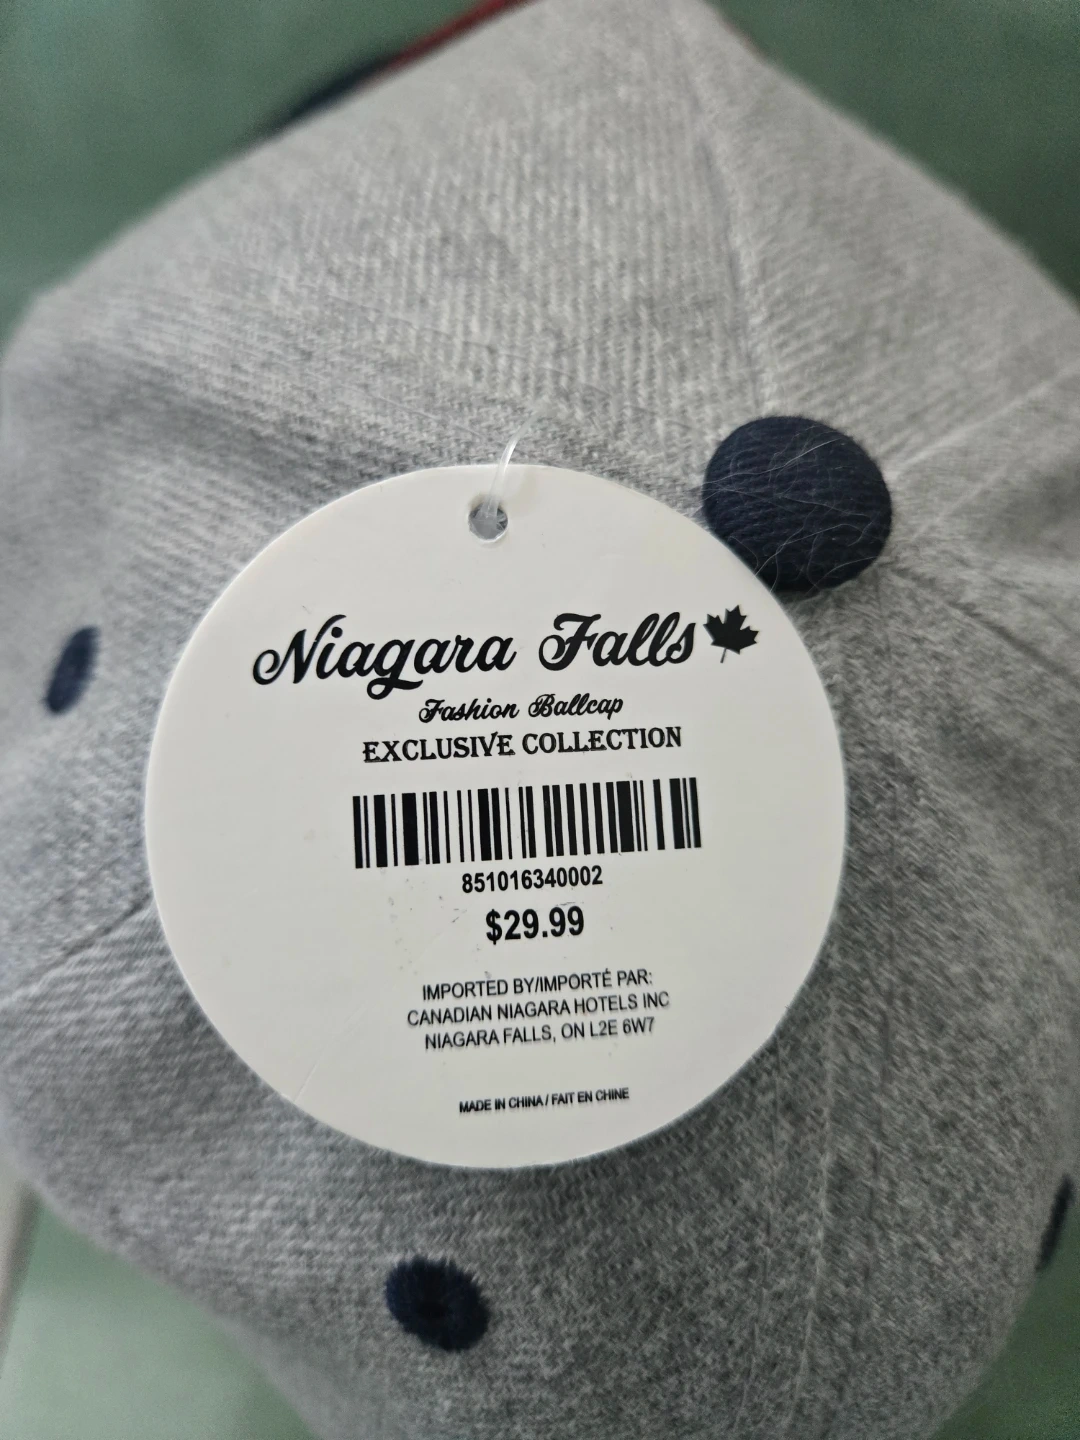 Niagara Falls
Fashion Ballcap
EXCLUSIVE COLLECTION
851016340002
$29.99
IMPORTED BY/IMPORTÉ PAR:
CANADIAN NIAGARA HOTELS INC
NIAGARA FALLS, ON L2E 6W7
MADE IN CHINA / FAIT EN CHINE